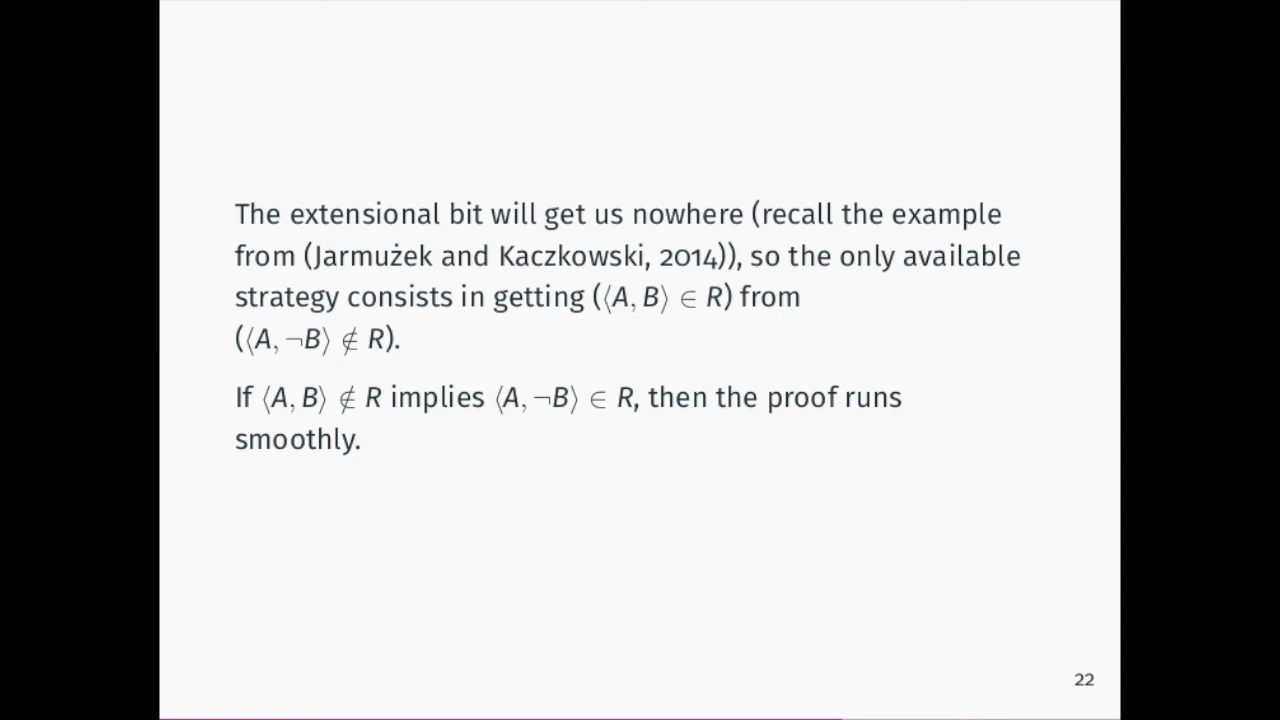 The extensional bit will get us nowhere (recall the example
from (Jarmużek and Kaczkowski, 2014)), so the only available
strategy consists in getting (⟨A, B⟩ ∈ R) from
(⟨A, ¬B⟩ ∉ R).
If ⟨A, B⟩ ∉ R implies ⟨A, ¬B⟩ ∈ R, then the proof runs
smoothly.
22